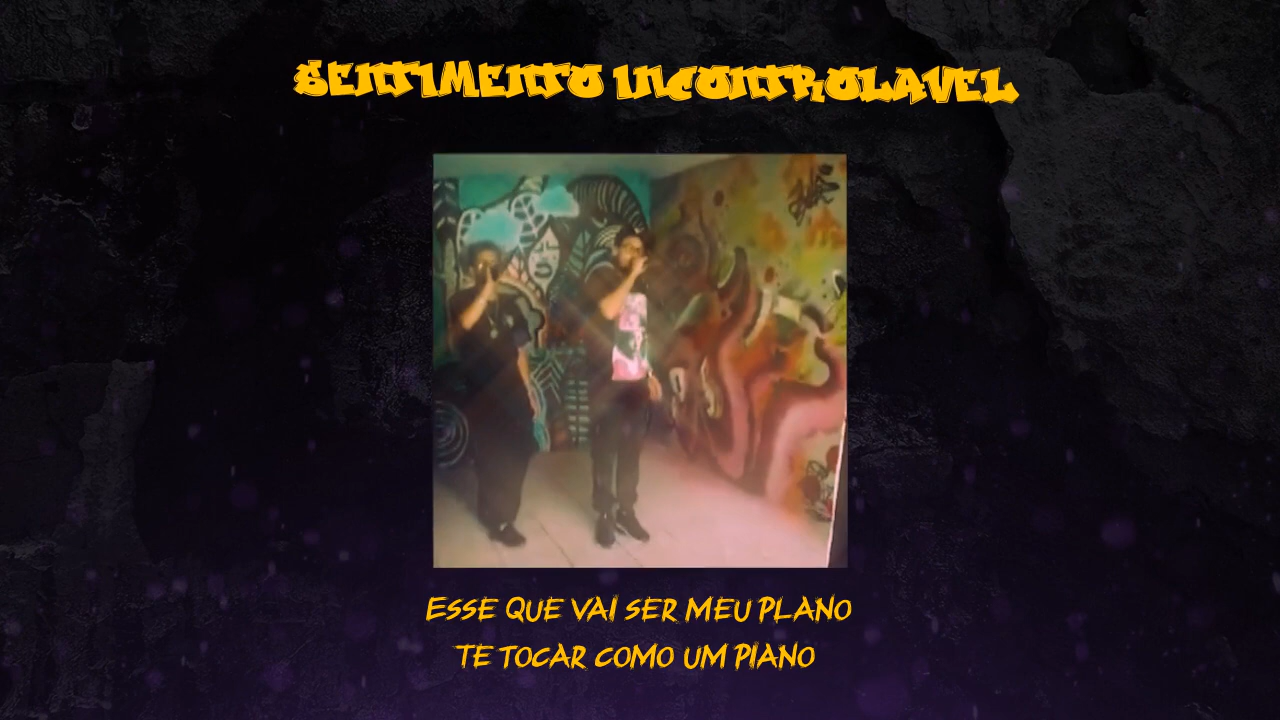 SENTIMENTO INCONTROLAVEL
ESSE QUE VAI SER MEU PLANO
TE TOCAR COMO UM PIANO